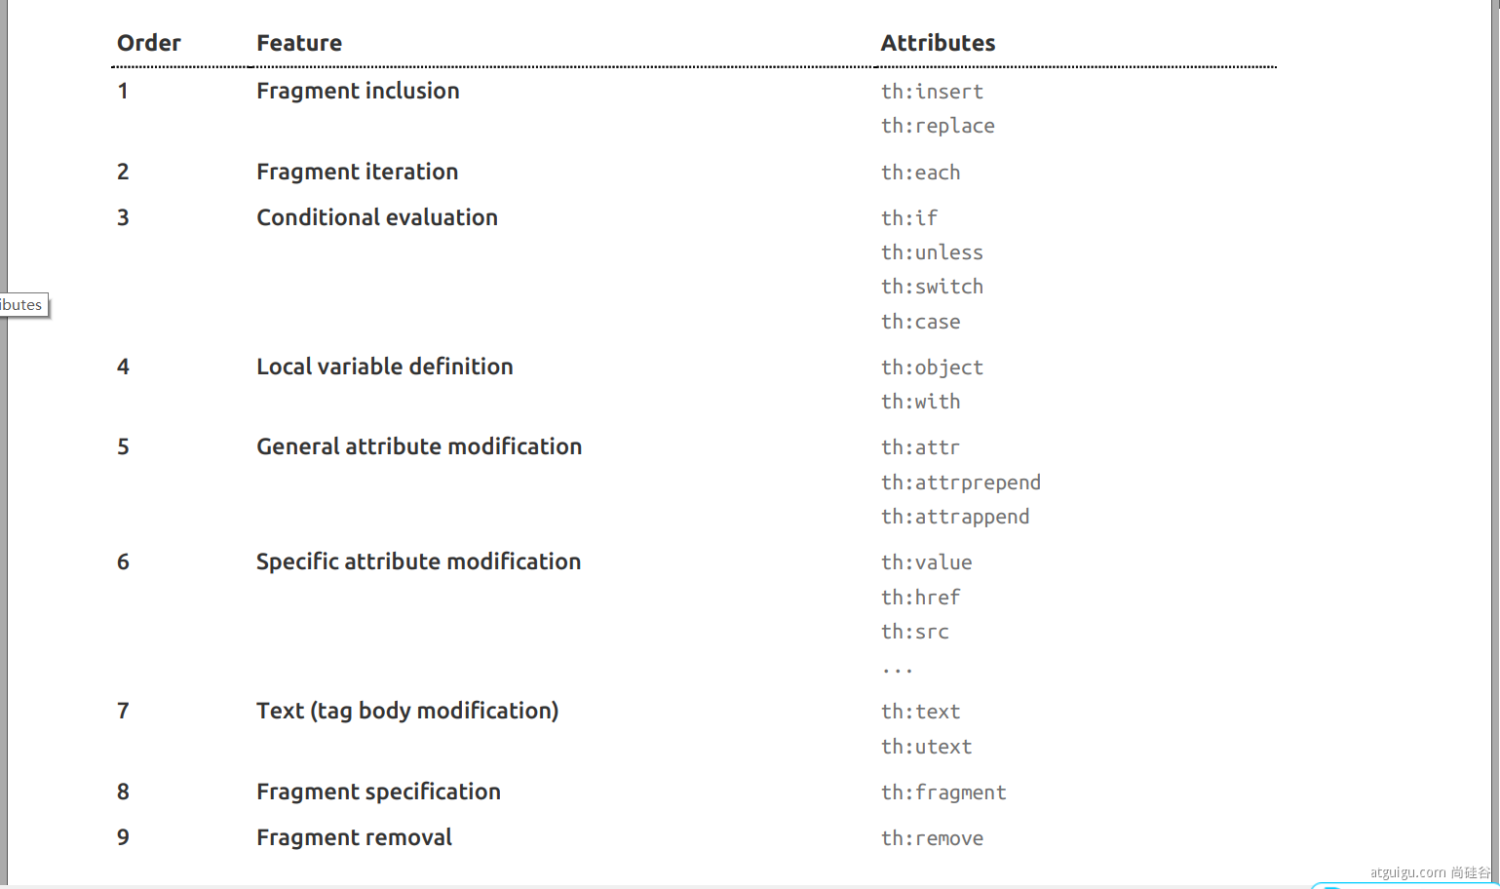 Order Feature Attributes
1 Fragment inclusion th:insert
th:replace
2 Fragment iteration th:each
3 Conditional evaluation th:if
th:unless
th:switch
ibutes
th:case
4 Local variable definition th:object
th:with
5 General attribute modification th:attr
th:attrprepend
th:attrappend
6 Specific attribute modification th:value
th:href
th:src
...
7 Text (tag body modification) th:text
th:utext
8 Fragment specification th:fragment
9 Fragment removal th:remove
atguigu.com 尚硅谷